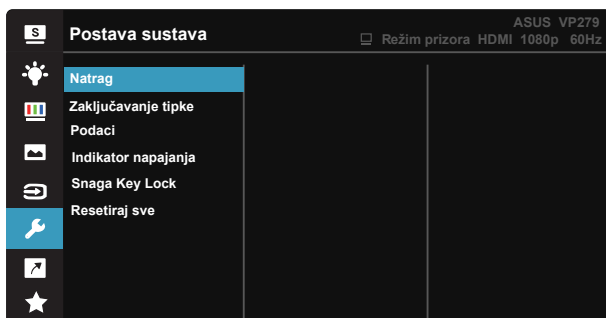 S
Postava sustava
ASUS VP279
Režim prizora HDMI 1080p 60Hz
Natrag
Zaključavanje tipke
Podaci
Indikator napajanja
Snaga Key Lock
Resetiraj sve